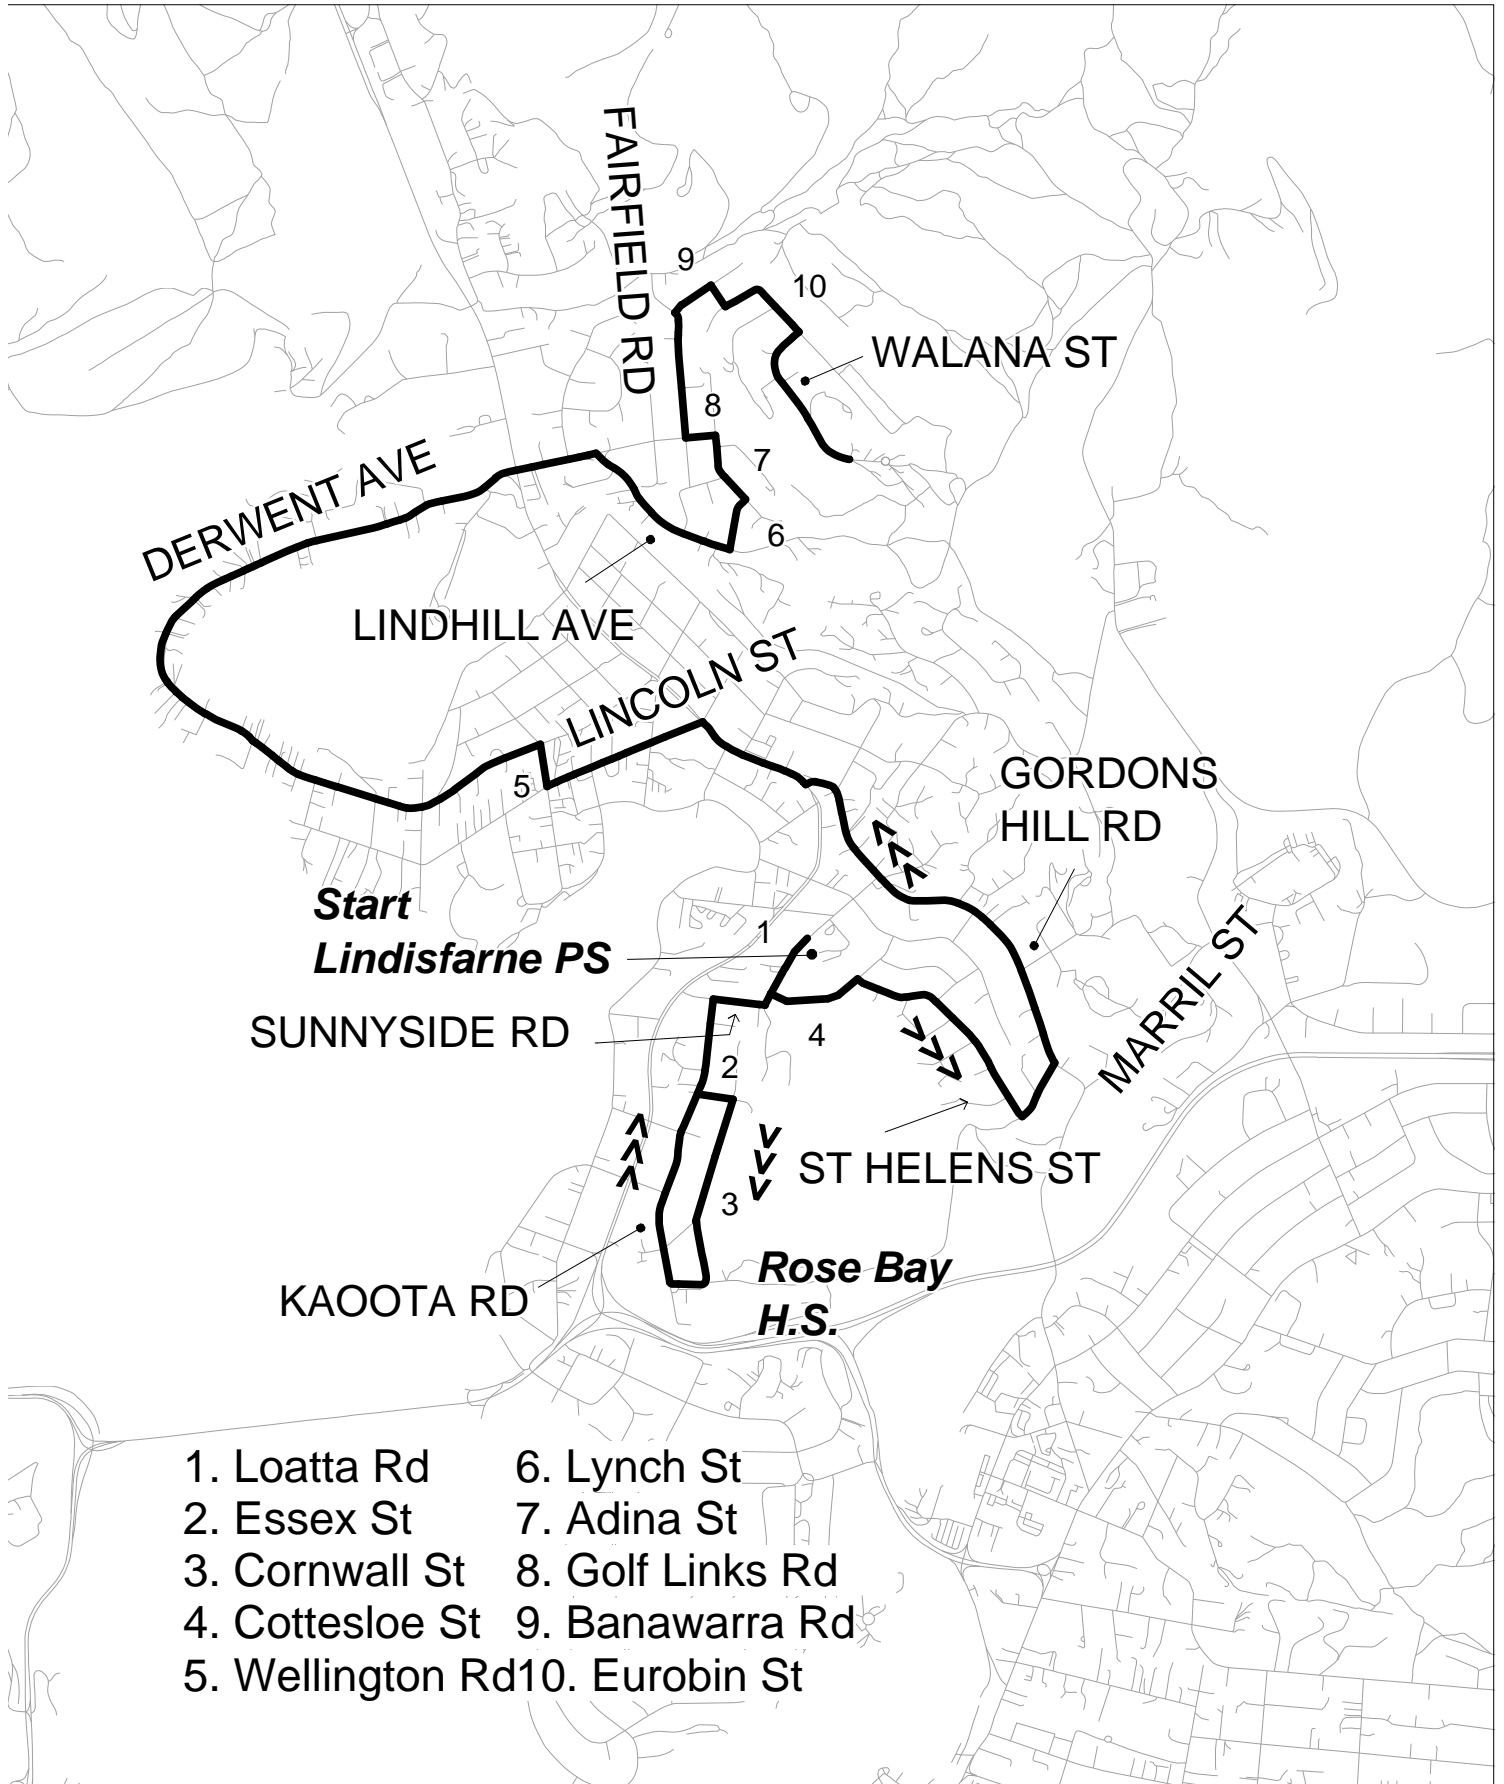 FAIRFIELD RD
9
10
WALANA ST
8
7
DERWENT AVE
6
LINDHILL AVE
LINCOLN ST
5
GORDONS
HILL RD
Start
Lindisfarne PS
1
MARRIL ST
SUNNYSIDE RD
4
2
ST HELENS ST
3
KAOOTA RD
Rose Bay
H.S.
1. Loatta Rd
2. Essex St
3. Cornwall St
4. Cottesloe St
5. Wellington Rd
6. Lynch St
7. Adina St
8. Golf Links Rd
9. Banawarra Rd
10. Eurobin St